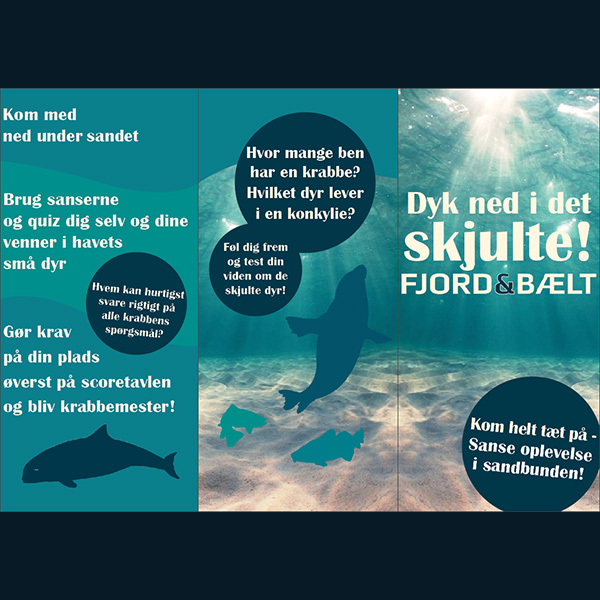 Kom med
ned under sandet
Brug sanserne
og quiz dig selv og dine
venner i havets
små dyr
Hvem kan hurtigst
svare rigtigt på
alle krabbens
spørgsmål?
Gør krav
på din plads
øverst på scoretavlen
og bliv krabbemester!
Hvor mange ben
har en krabbe?
Hvilket dyr lever
i en konkylie?
Føl dig frem
og test din
viden om de
skjulte dyr!
Dyk ned i det
skjulte!
FJORD&BÆLT
Kom helt tæt på -
Sanse oplevelse
i sandbunden!